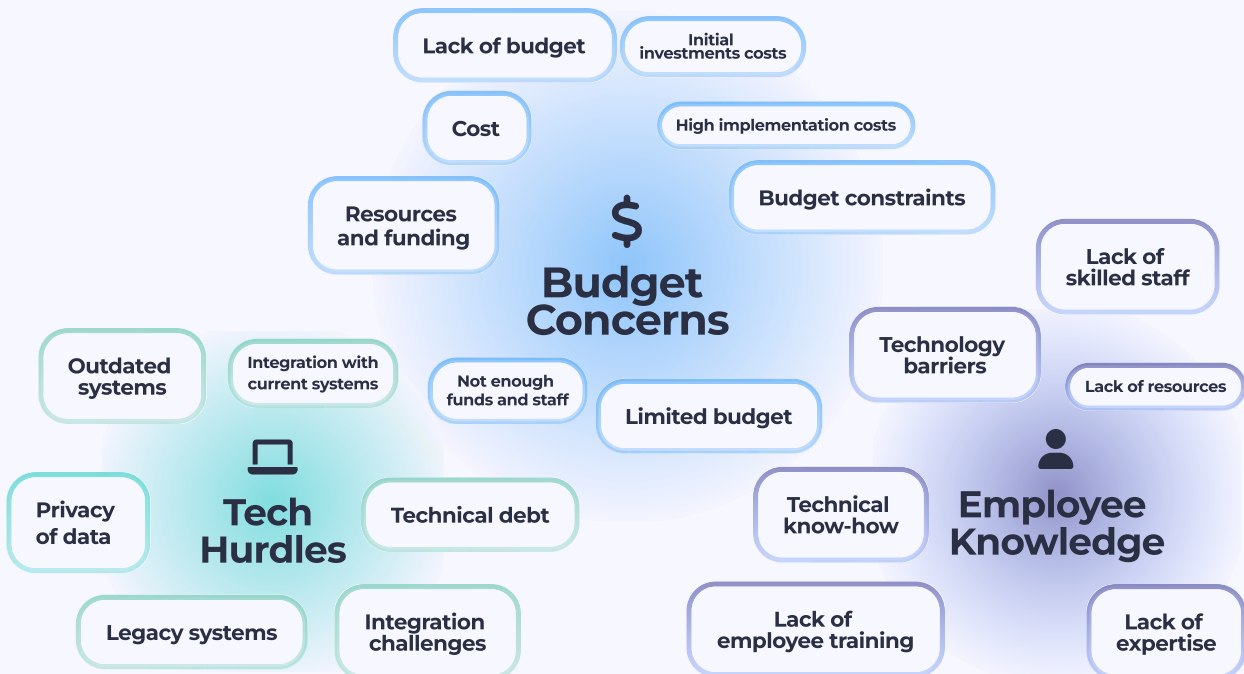 Lack of budget
Initial
investments costs
Cost
High implementation costs
Resources
and funding
Budget constraints
$
Budget
Concerns
Not enough
funds and staff
Limited budget
Outdated
systems
Integration with
current systems
Privacy
of data
Tech
Hurdles
Technical debt
Legacy systems
Integration
challenges
Lack of
skilled staff
Technology
barriers
Lack of resources
Technical
know-how
Employee
Knowledge
Lack of
employee training
Lack of
expertise